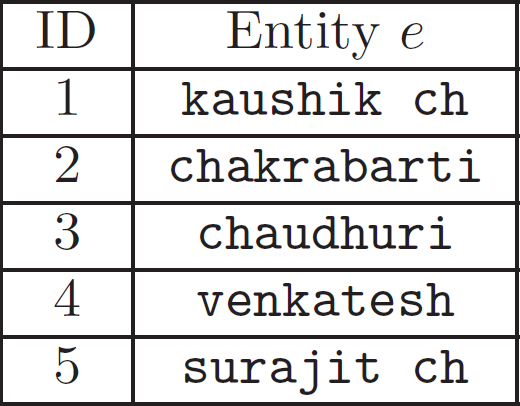 ID Entity e
1 kaushik ch
2 chakrabarti
3 chaudhuri
4 venkatesh
5 surajit ch